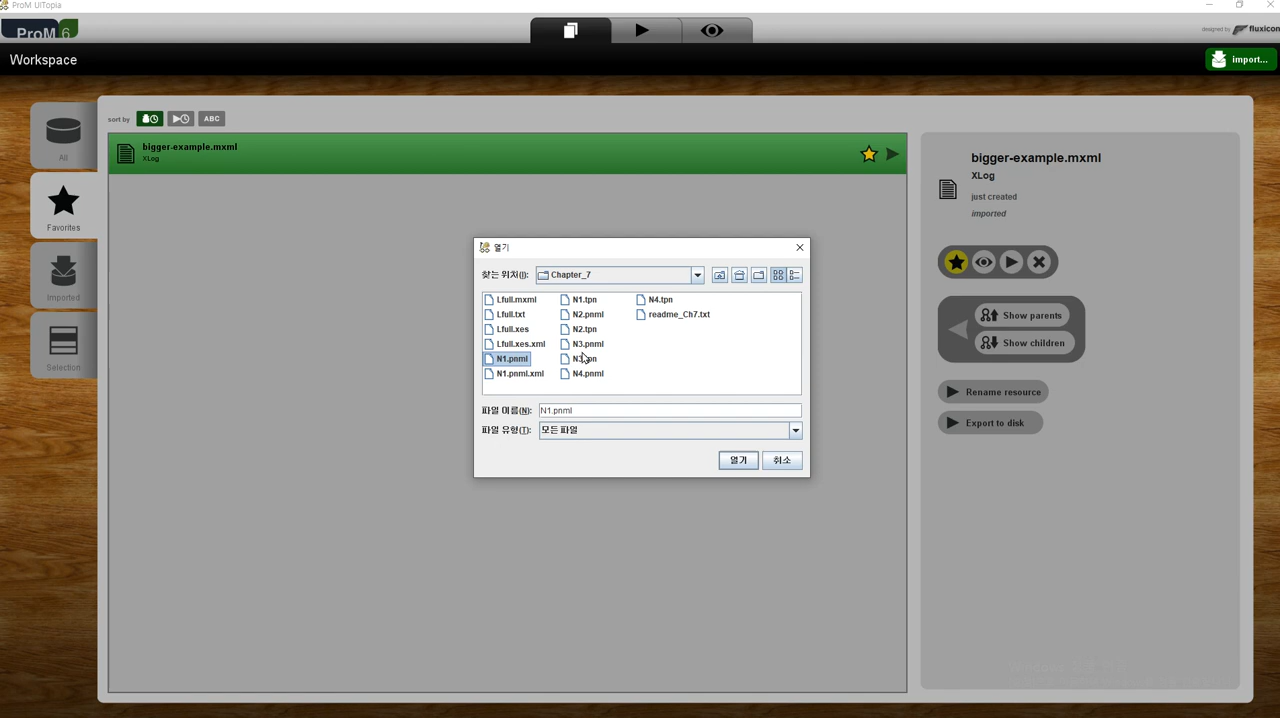 ProM UITopia
ProM 6
designed by fluxicon
Workspace
import...
All
Favorites
Imported
Selection
sort by
ABC
bigger-example.mxml
XLog
bigger-example.mxml
XLog
just created
imported
Show parents
Show children
Rename resource
Export to disk
열기
찾는 위치(I):
Chapter_7
Lfull.mxml
Lfull.txt
Lfull.xes
Lfull.xes.xml
N1.pnml
N1.pnml.xml
N1.tpn
N2.pnml
N2.tpn
N3.pnml
N4.pnml
N4.tpn
readme_Ch7.txt
파일 이름(N):
N1.pnml
파일 유형(T):
모든 파일
열기
취소